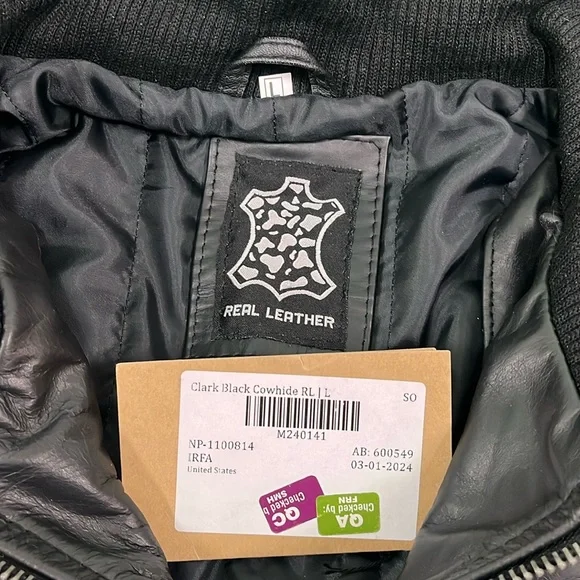 L
REAL LEATHER
Clark Black Cowhide RL | L
SO
M240141
NP-1100814
AB: 600549
IRFA
03-01-2024
United States
QC
Checked by:
SMH
QA
Checked by:
FRN